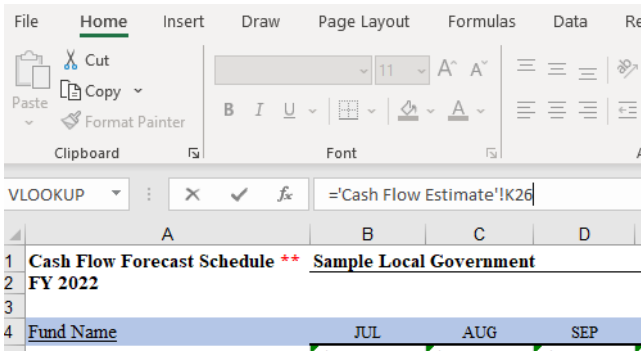 File Home Insert Draw Page Layout Formulas Data Re
Cut
Copy
Paste
Format Painter
11 A A
B I U A
Clipboard Font
VLOOKUP fx ='Cash Flow Estimate'!K26
A B C D
1 Cash Flow Forecast Schedule ** Sample Local Government
2 FY 2022
3
4 Fund Name JUL AUG SEP